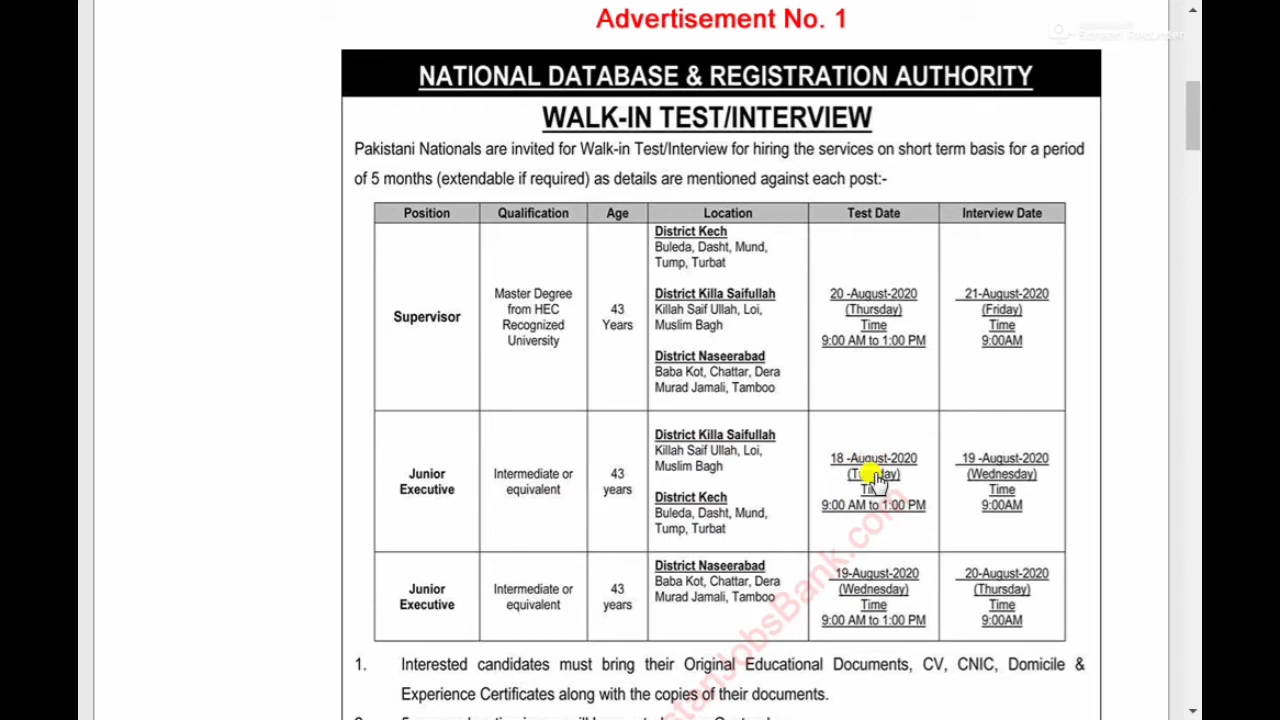 Advertisement No. 1
Screen Recorder
NATIONAL DATABASE & REGISTRATION AUTHORITY
WALK-IN TEST/INTERVIEW
Pakistani Nationals are invited for Walk-in Test/Interview for hiring the services on short term basis for a period
of 5 months (extendable if required) as details are mentioned against each post:-
Position Qualification Age Location Test Date Interview Date
Supervisor
Master Degree
from HEC
Recognized
University
43
Years
District Kech
Buleda, Dasht, Mund,
Tump, Turbat
District Killa Saifullah
Killah Saif Ullah, Loi,
Muslim Bagh
District Naseerabad
Baba Kot, Chattar, Dera
Murad Jamali, Tamboo
20 -August-2020
(Thursday)
Time
9:00 AM to 1:00 PM
21-August-2020
(Friday)
Time
9:00AM
Junior
Executive
Intermediate or
equivalent
43
years
District Killa Saifullah
Killah Saif Ullah, Loi,
Muslim Bagh
District Kech
Buleda, Dasht, Mund,
Tump, Turbat
18 -August-2020
9:00 AM to 1:00 PM
19 -August-2020
(Wednesday)
Time
9:00AM
Junior
Executive
Intermediate or
equivalent
43
years
District Naseerabad
Baba Kot, Chattar, Dera
Murad Jamali, Tamboo
19-August-2020
(Wednesday)
Time
9:00 AM to 1:00 PM
20-August-2020
(Thursday)
Time
9:00AM
stanJobsBank.com
1. Interested candidates must bring their Original Educational Documents, CV, CNIC, Domicile &
Experience Certificates along with the copies of their documents.